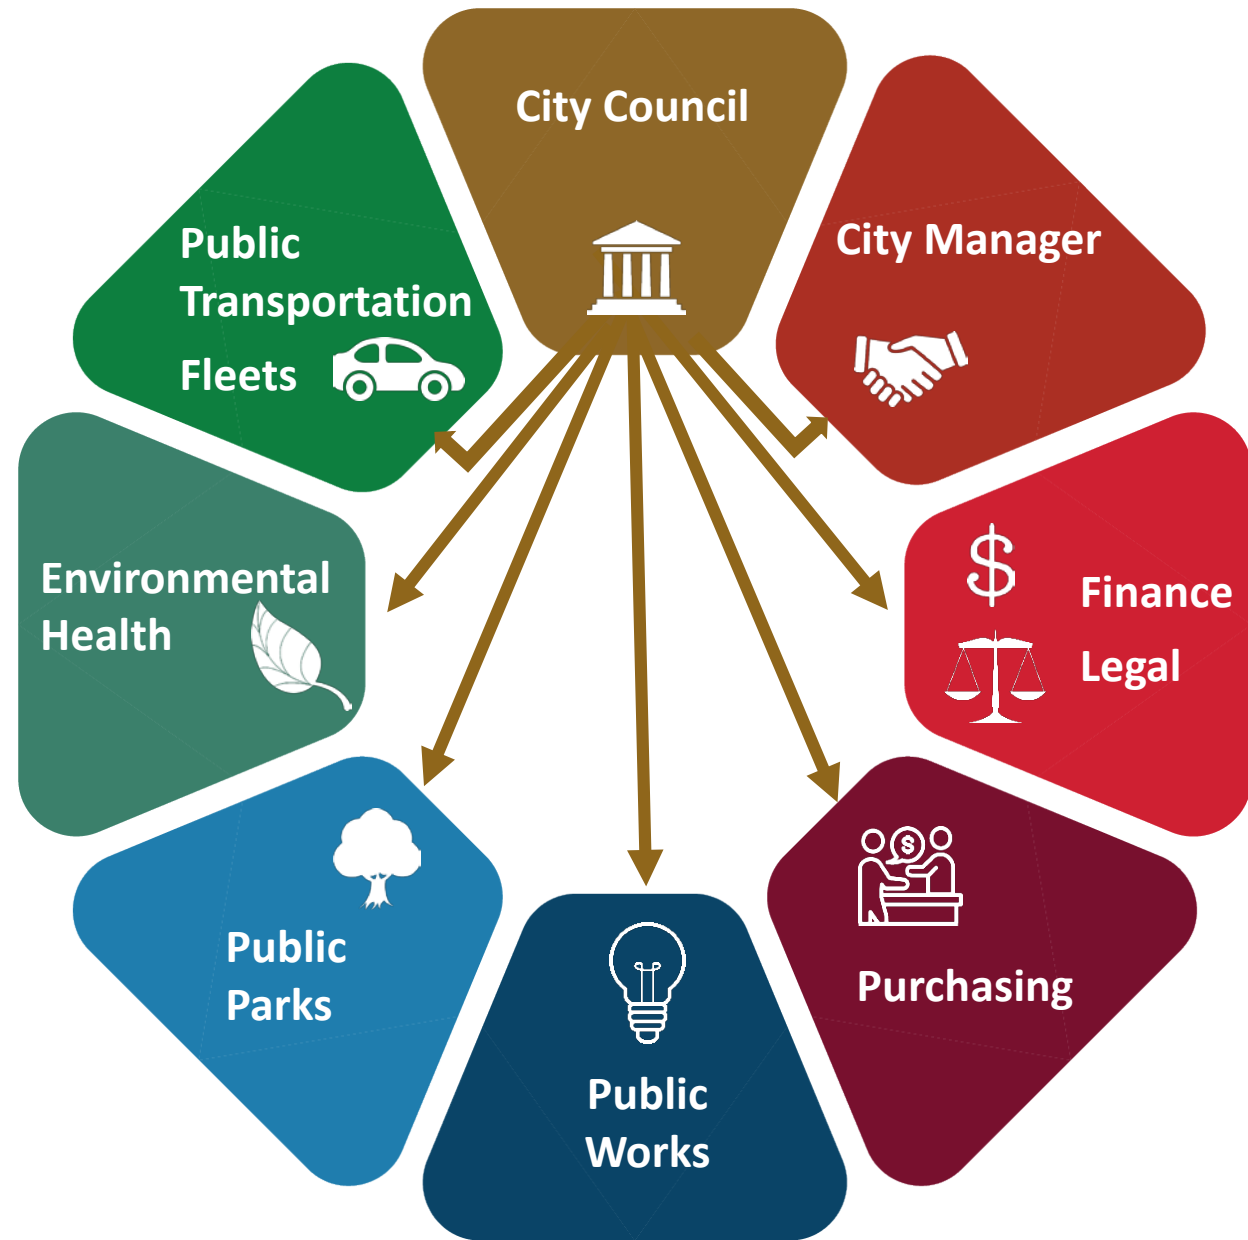 City Council
City Manager
Finance
Legal
Purchasing
Public
Works
Public
Parks
Environmental
Health
Public
Transportation
Fleets
$
$